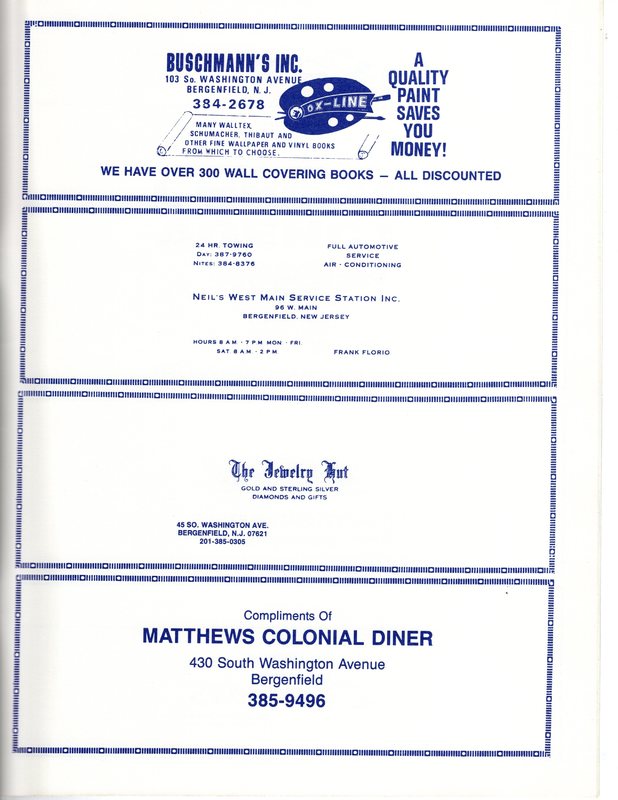 BUSCHMANN'S INC.
103 So. WASHINGTON AVENUE
BERGENFIELD, N. J.
384-2678
OX-LINE
A
QUALITY
PAINT
SAVES
YOU
MONEY!
MANY WALLTEX,
SCHUMACHER, THIBAUT AND
OTHER FINE WALLPAPER AND VINYL BOOKS
FROM WHICH TO CHOOSE.
WE HAVE OVER 300 WALL COVERING BOOKS — ALL DISCOUNTED
24 HR. TOWING
DAY: 387-9760
NITES: 384-8376
FULL AUTOMOTIVE
SERVICE
AIR - CONDITIONING
NEIL'S WEST MAIN SERVICE STATION INC.
96 W. MAIN
BERGENFIELD, NEW JERSEY
HOURS 8 AM - 7 PM MON - FRI
SAT 8 AM - 2 PM
FRANK FLORIO
The Jewelry Hut
GOLD AND STERLING SILVER
DIAMONDS AND GIFTS
45 SO. WASHINGTON AVE.
BERGENFIELD, N.J. 07621
201-385-0305
Compliments Of
MATTHEWS COLONIAL DINER
430 South Washington Avenue
Bergenfield
385-9496